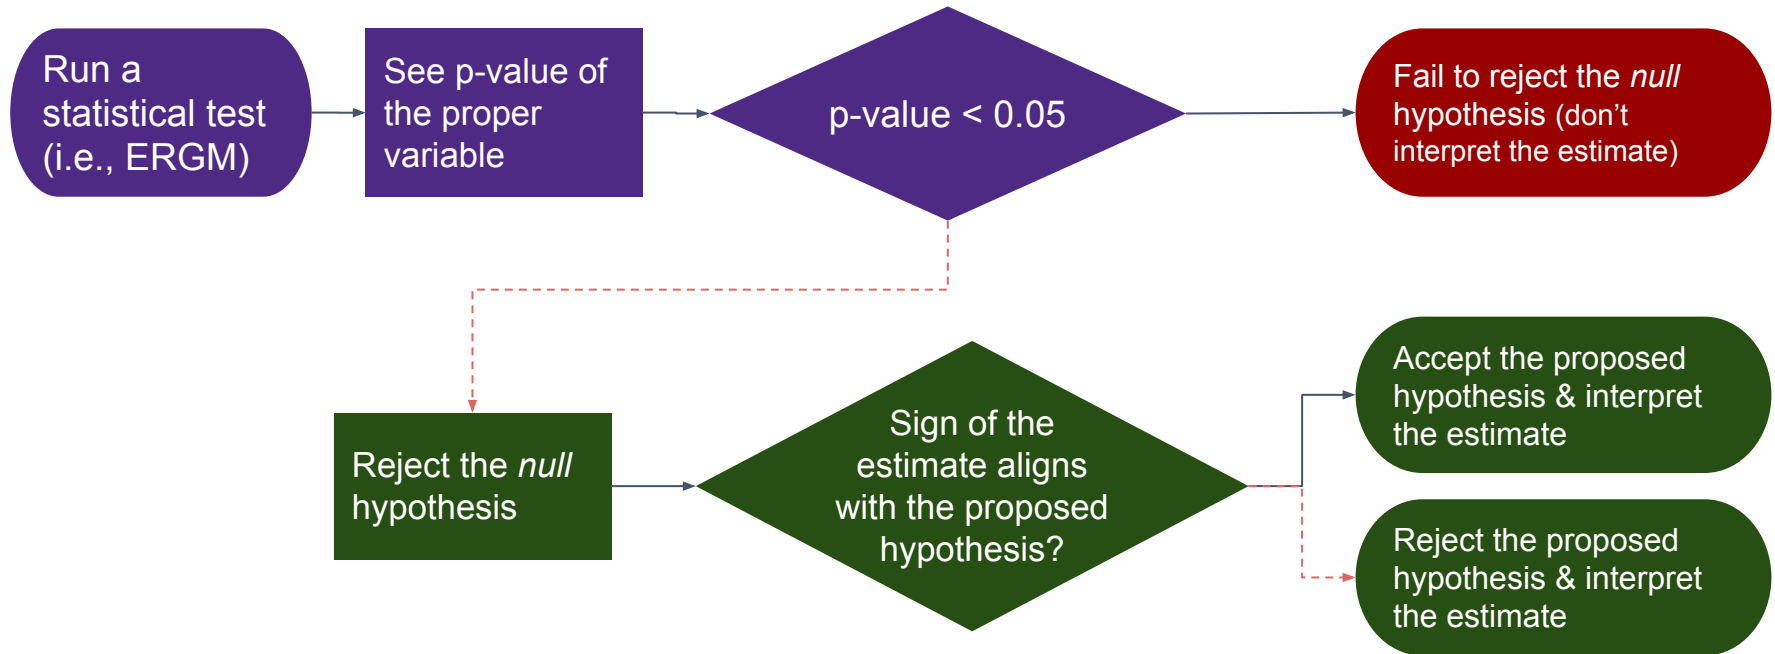 Run a
statistical test
(i.e., ERGM)
See p-value of
the proper
variable
p-value < 0.05
Fail to reject the null
hypothesis (don't
interpret the estimate)
Reject the null
hypothesis
Sign of the
estimate aligns
with the proposed
hypothesis?
Accept the proposed
hypothesis & interpret
the estimate
Reject the proposed
hypothesis & interpret
the estimate